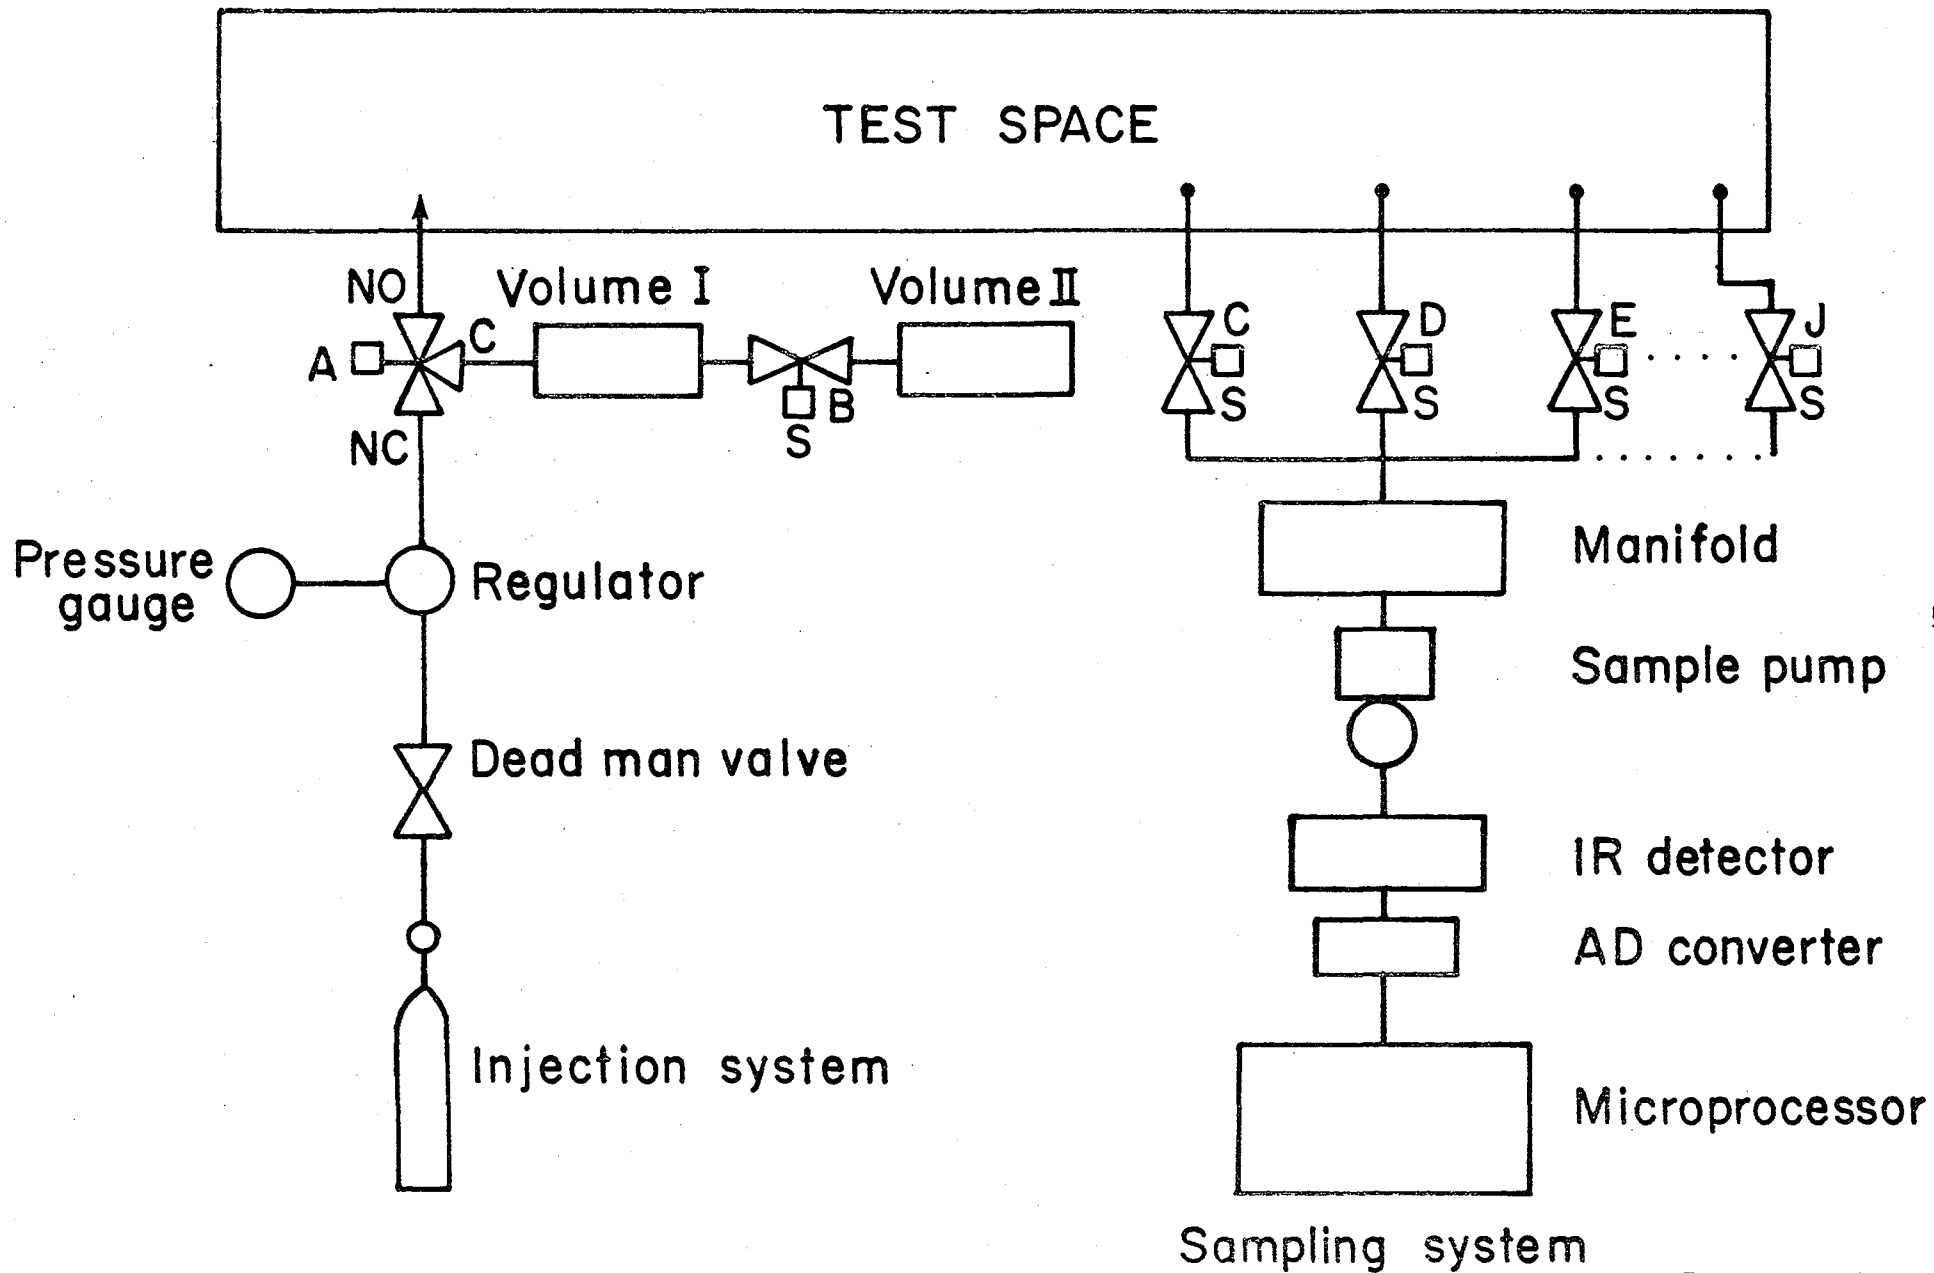 TEST SPACE
NO
Volume I
Volume II
C
D
E
J
A
C
B
S
S
S
S
S
NC
Pressure
gauge
Regulator
Manifold
Sample pump
Dead man valve
IR detector
AD converter
Injection system
Microprocessor
Sampling system